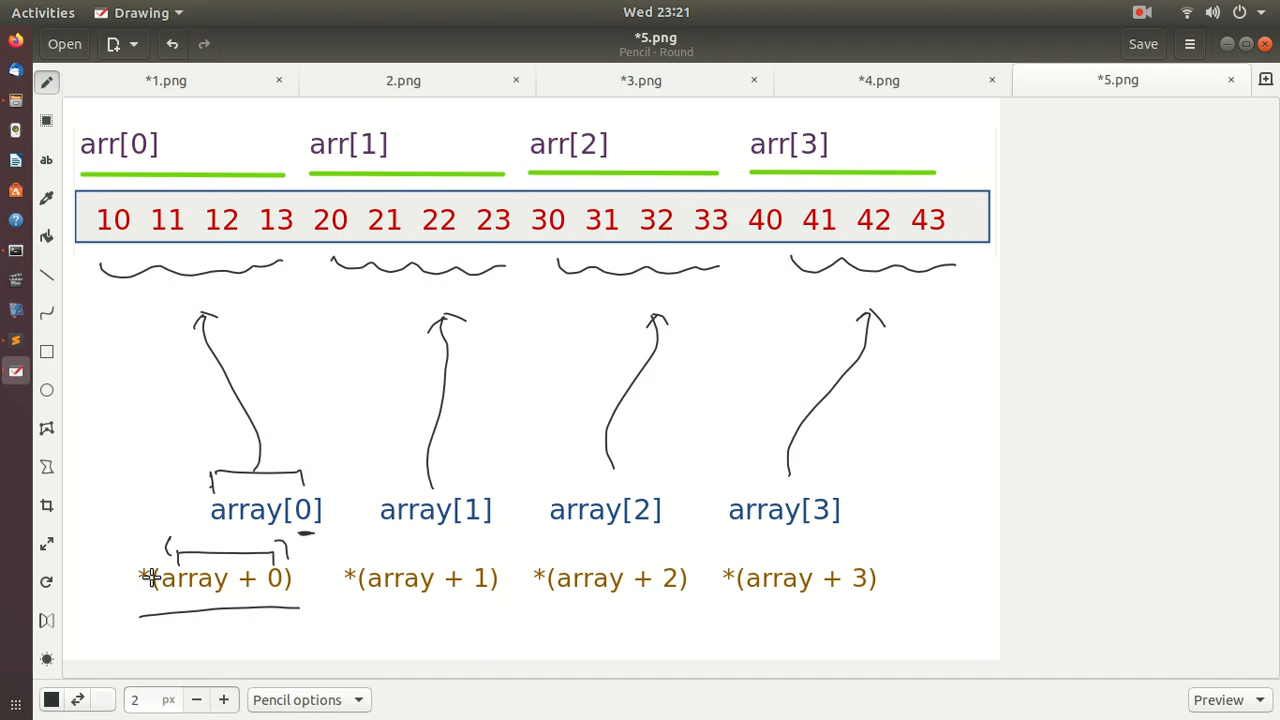 Activities Drawing Wed 23:21
Open *5.png Pencil - Round Save
*1.png 2.png *3.png *4.png *5.png
arr[0] arr[1] arr[2] arr[3]
10 11 12 13 20 21 22 23 30 31 32 33 40 41 42 43
array[0] array[1] array[2] array[3]
*(array + 0) *(array + 1) *(array + 2) *(array + 3)
2 px Pencil options Preview